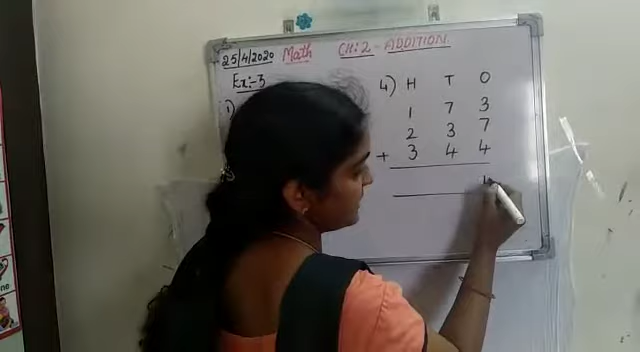 25/4/2020 Math CH:2 - ADDITION
Ex:-3
1)
4) H T O
1 7 3
2 3 7
+ 3 4 4